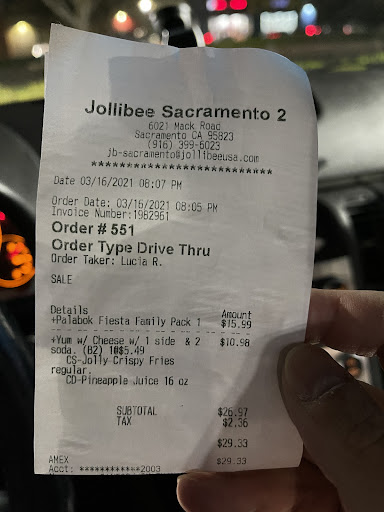 Jollibee Sacramento 2
6021 Mack Road
Sacramento CA 95823
(916) 399-6023
jb-sacramento@jollibeeusa.com
****************************
Date 03/16/2021 08:07 PM
Order Date: 03/16/2021 08:05 PM
Invoice Number:1982961
Order # 551
Order Type Drive Thru
Order Taker: Lucia R.
SALE
Details Amount
+Palabok Fiesta Family Pack 1 $15.99
+Yum w/ Cheese w/ 1 side & 2 $10.98
soda. (B2) 1@$5.49
CS-Jolly Crispy Fries
regular.
CD-Pineapple Juice 16 oz
SUBTOTAL $26.97
TAX $2.36
$29.33
AMEX $29.33
Acct: ************2003